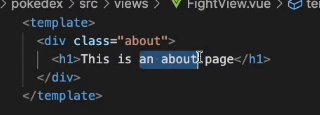 pokedex > src > views > FightView.vue > te
<template>
<div class="about">
<h1>This is an about page</h1>
</div>
</template>